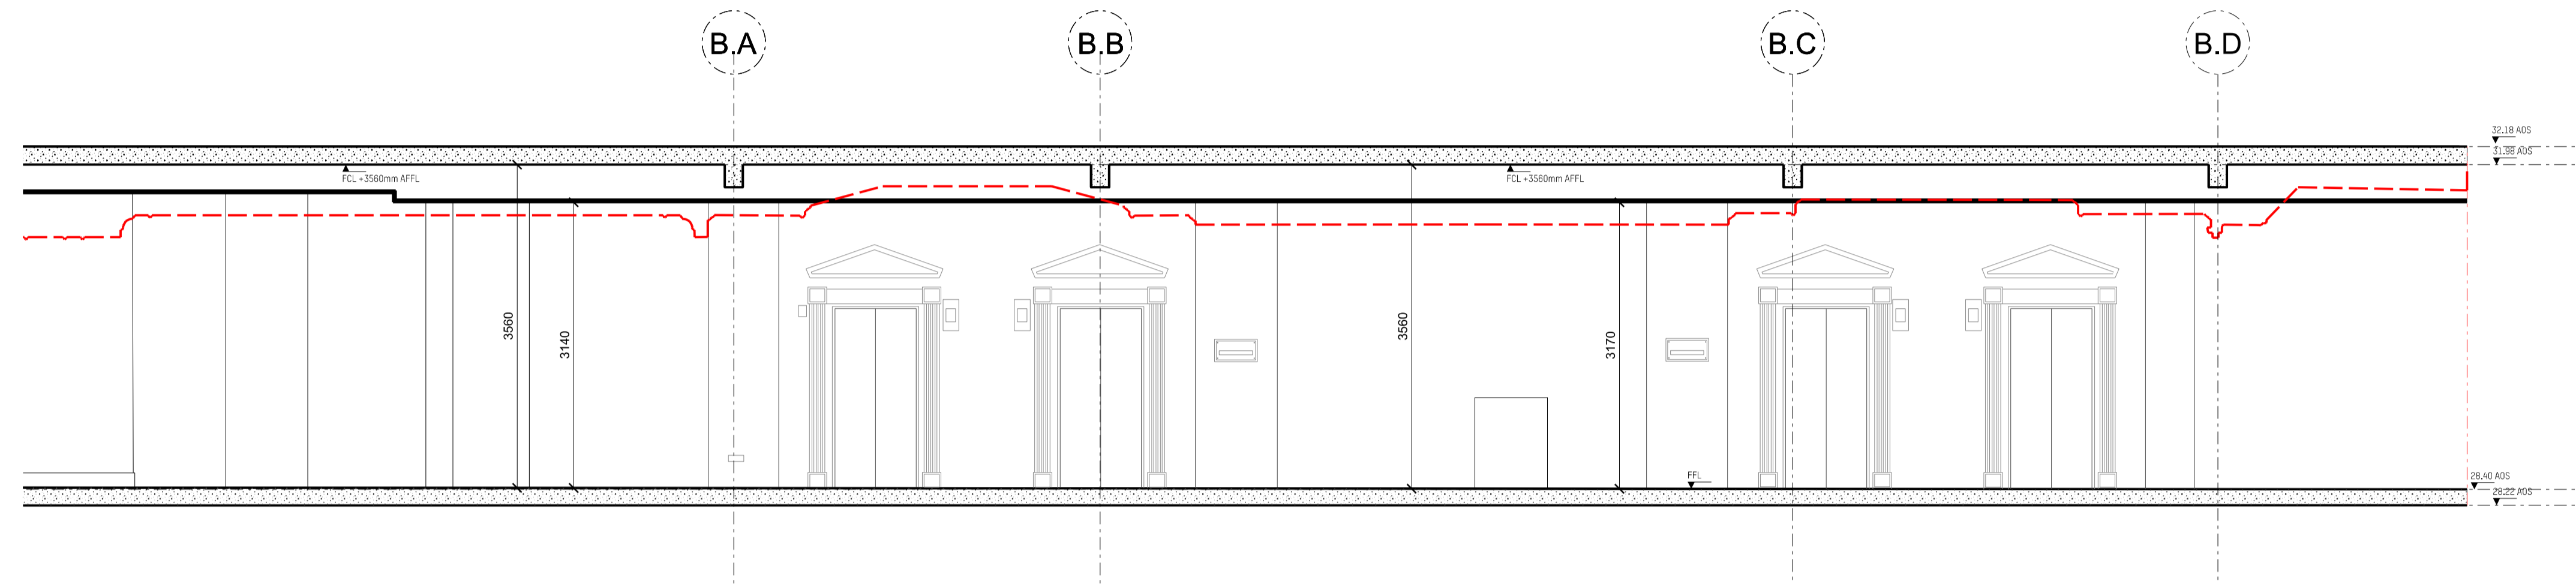 B.A
B.B
B.C
B.D
32.18 AOS
31.98 AOS
FCL +3560mm AFFL
FCL +3560mm AFFL
3560
3140
3560
3170
FFL
28.40 AOS
28.22 AOS